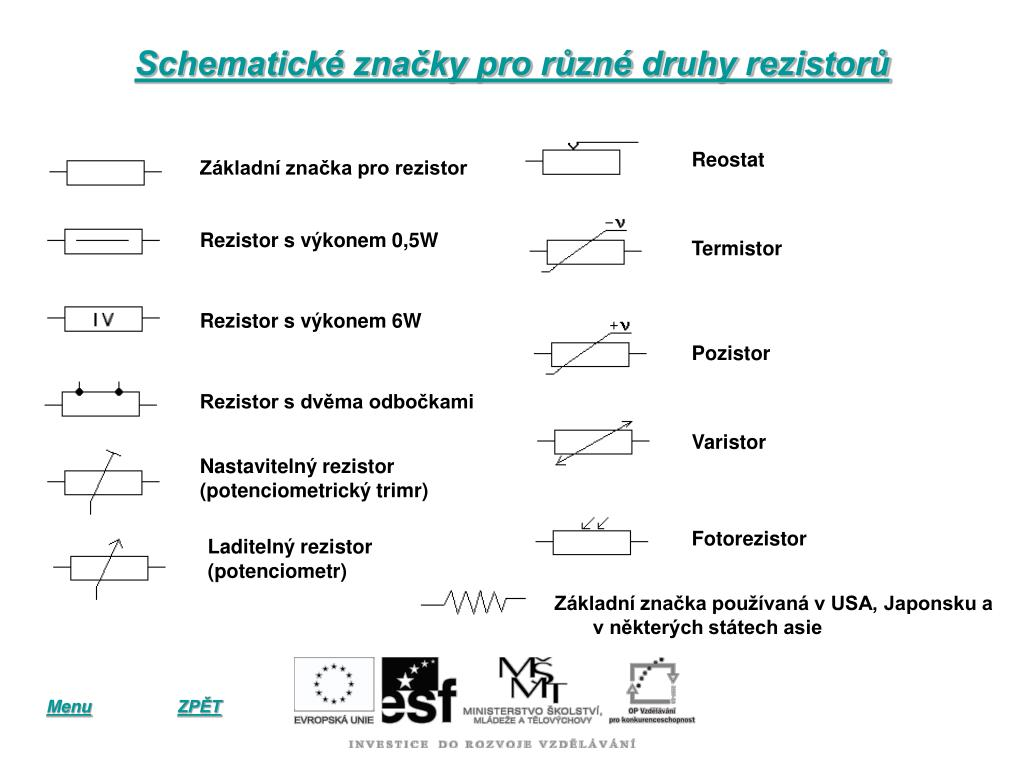 Schematické značky pro různé druhy rezistorů
Základní značka pro rezistor
Rezistor s výkonem 0,5W
I V
Rezistor s výkonem 6W
Rezistor s dvěma odbočkami
Nastavitelný rezistor
(potenciometrický trimr)
Laditelný rezistor
(potenciometr)
Reostat
−ν
Termistor
+ν
Pozistor
Varistor
Fotorezistor
Základní značka používaná v USA, Japonsku a
v některých státech asie
Menu
ZPĚT
EVROPSKÁ UNIE
esf
MŠMT
MINISTERSTVO ŠKOLSTVÍ,
MLÁDEŽE A TĚLOVÝCHOVY
OP Vzdělávání
pro konkurenceschopnost
INVESTICE DO ROZVOJE VZDĚLÁVÁNÍ